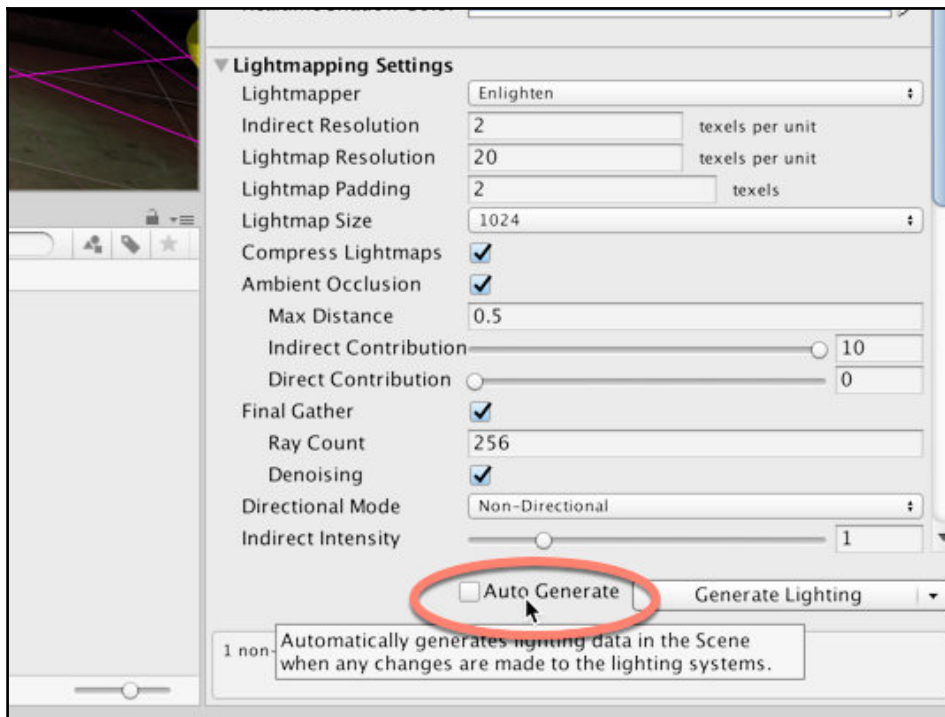 Lightmapping Settings
Lightmapper Enlighten
Indirect Resolution 2 texels per unit
Lightmap Resolution 20 texels per unit
Lightmap Padding 2 texels
Lightmap Size 1024
Compress Lightmaps
Ambient Occlusion
Max Distance 0.5
Indirect Contribution 10
Direct Contribution 0
Final Gather
Ray Count 256
Denoising
Directional Mode Non-Directional
Indirect Intensity 1
Auto Generate Generate Lighting
1 non-
Automatically generates lighting data in the Scene
when any changes are made to the lighting systems.